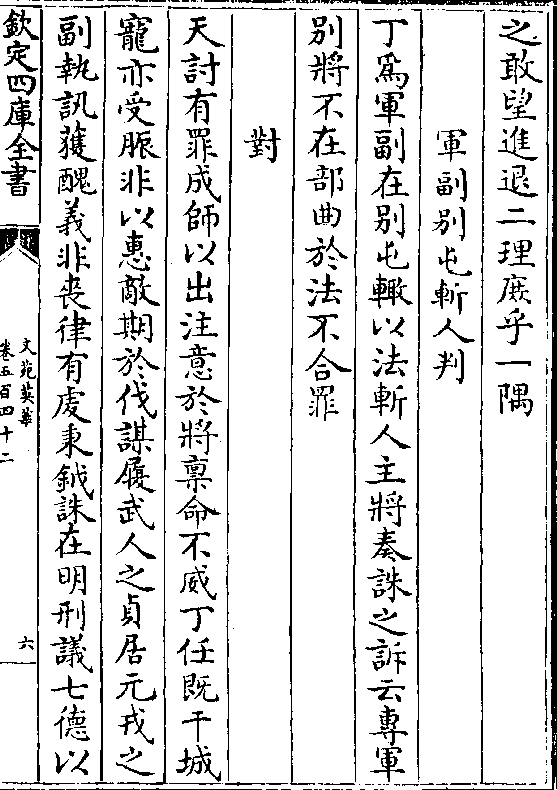 之敢望進退二理庶乎一隅
軍副別屯斬人判
丁爲軍副在別屯轍以法斬人主將奏誅之訴云專軍
別將不在部曲於法不合罪
對
天討有罪成師以出注意於將稟命不威丁任既干城
寵亦受脤非以惠敵期於伐謀履武人之貞居元戎之
副執訊獲醜義非喪律有虔秉鉞誅在明刑議七德以
欽定四庫全書
文苑英華
卷五百四十二
六